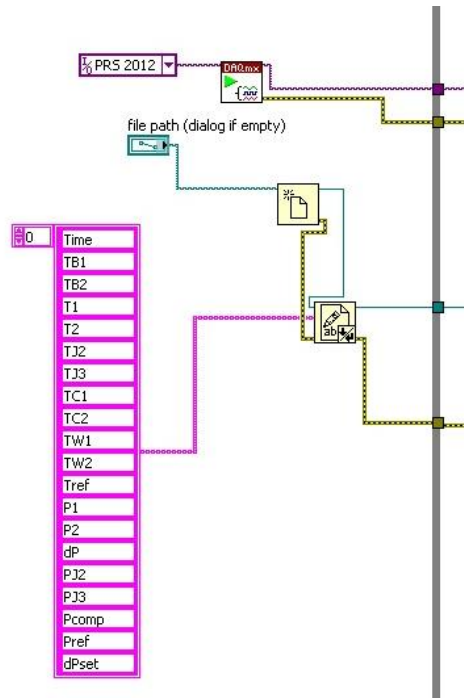 I/O PRS 2012
DAQmx
file path (dialog if empty)
0
Time
TB1
TB2
T1
T2
TJ2
TJ3
TC1
TC2
TW1
TW2
Tref
P1
P2
dP
PJ2
PJ3
Pcomp
Pref
dPset
ab